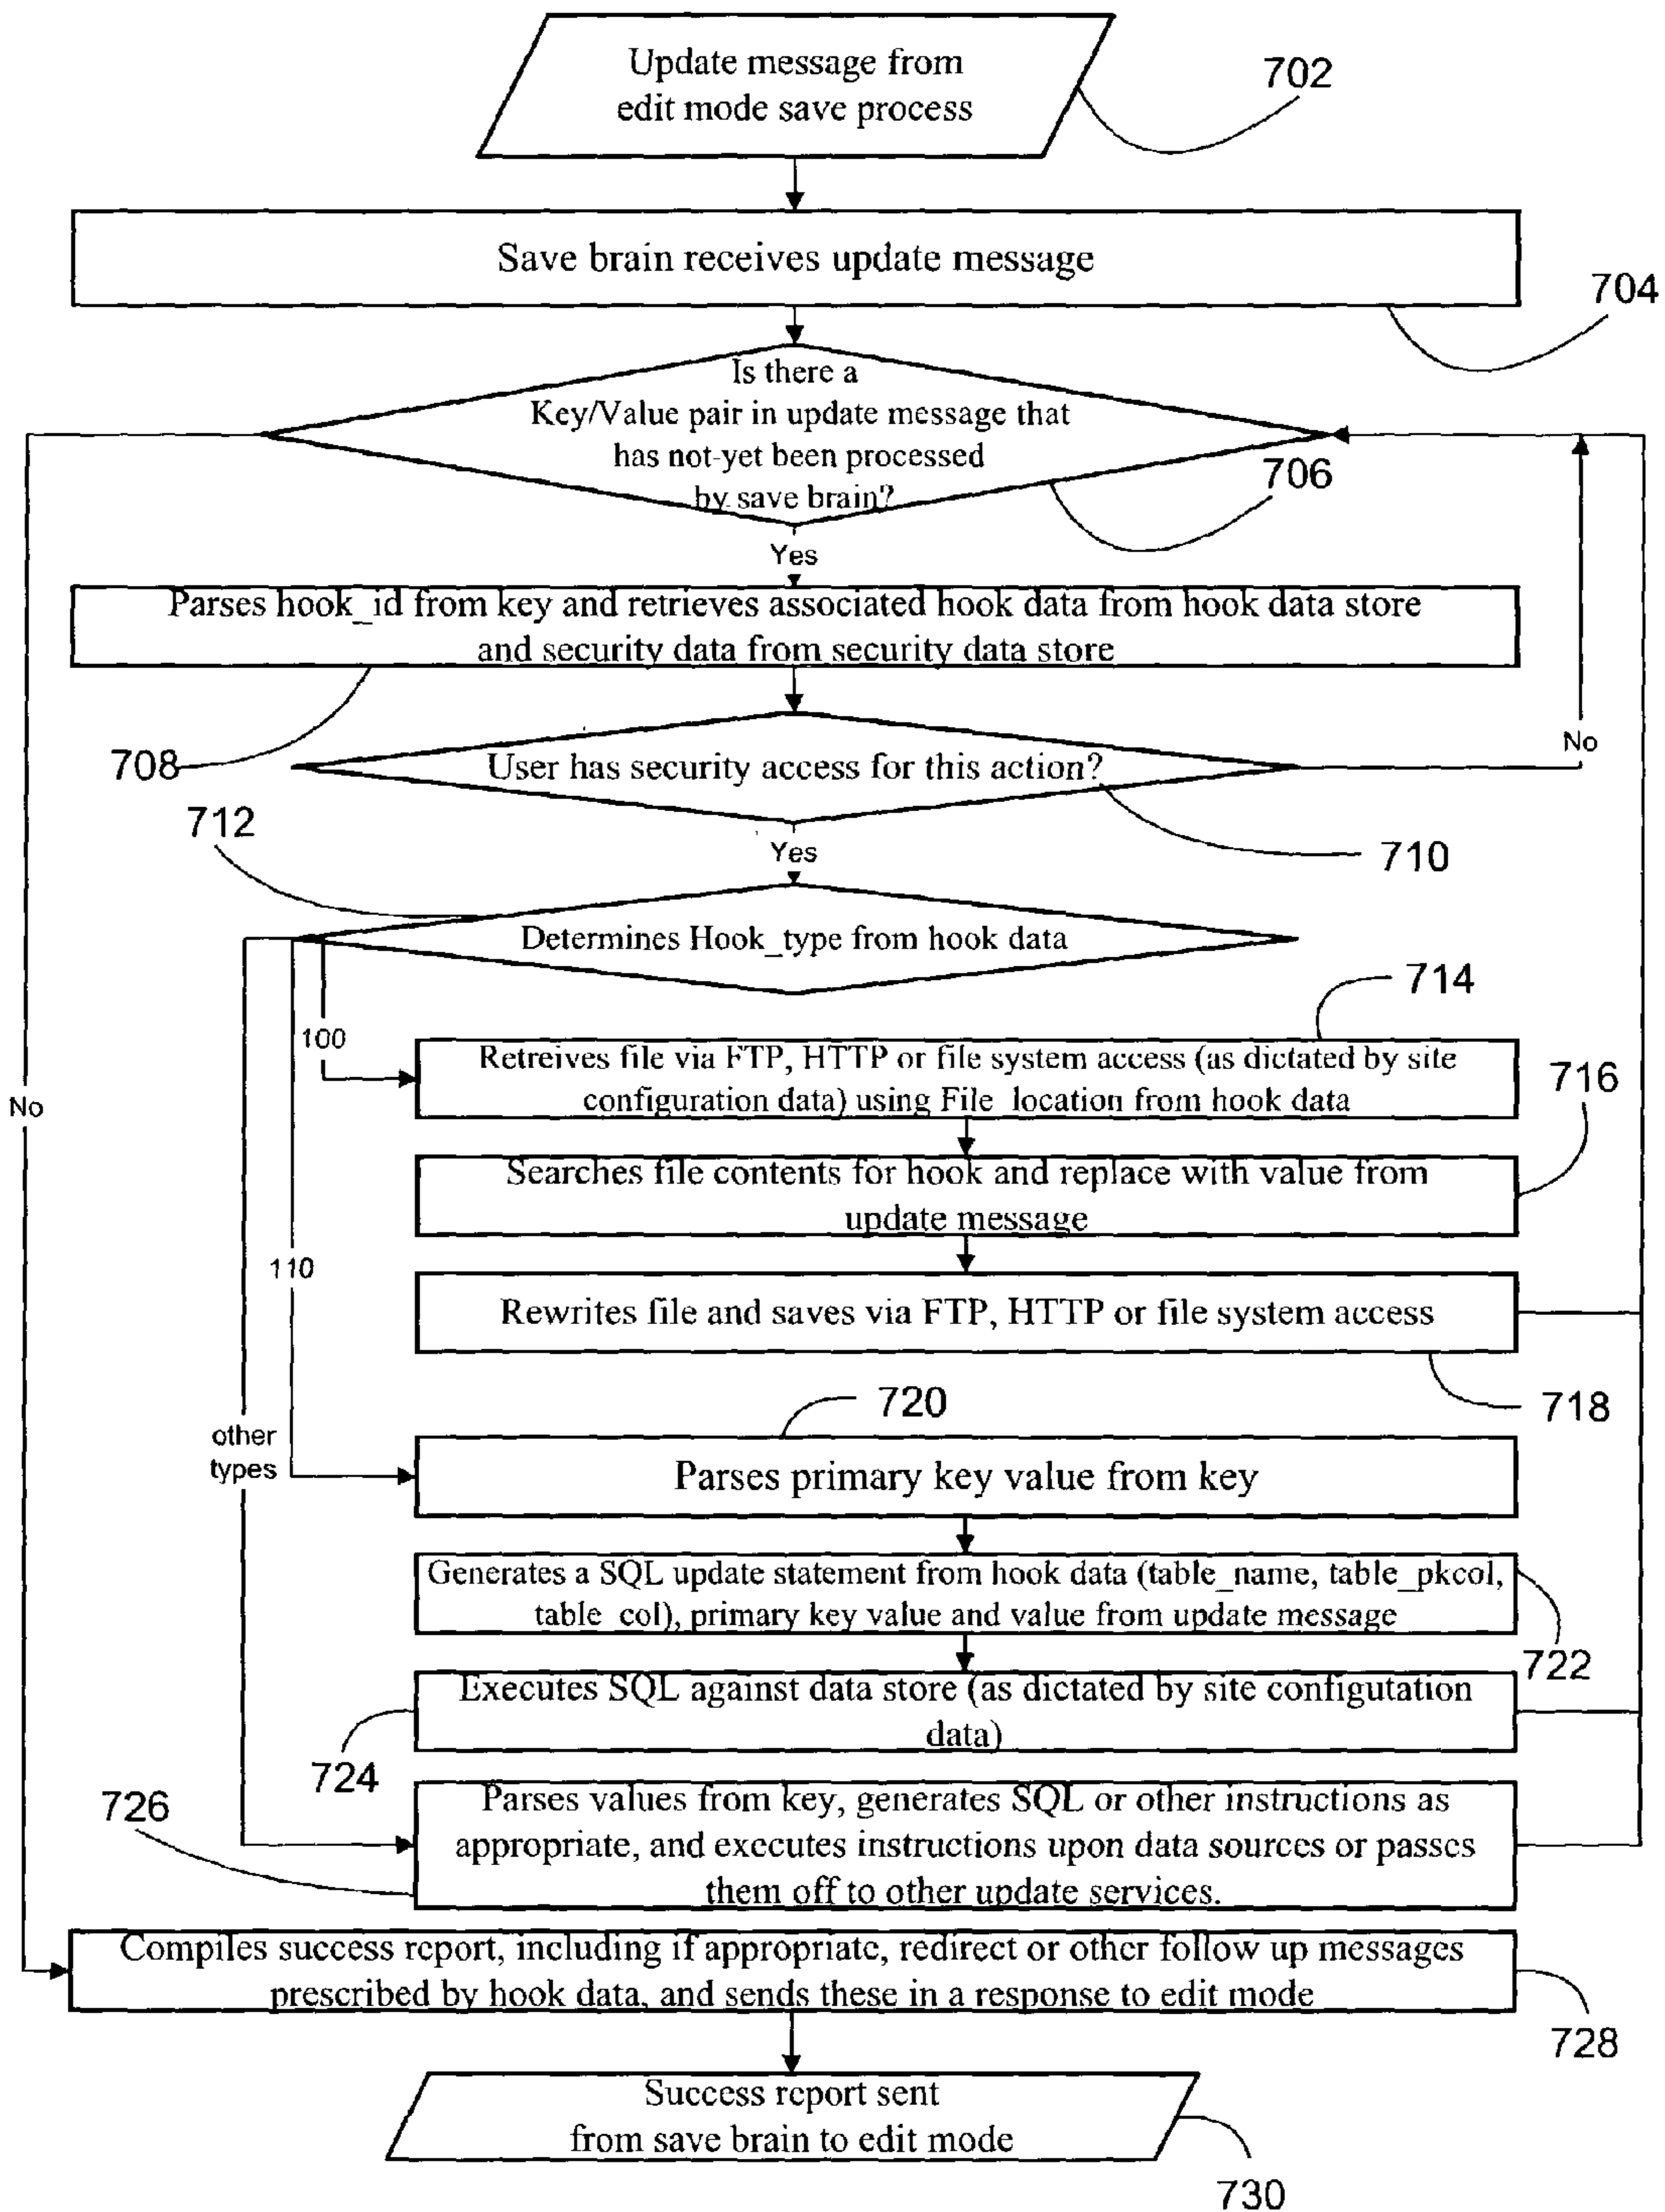 Update message from
edit mode save process
702
Save brain receives update message
704
Is there a
Key/Value pair in update message that
has not-yet been processed
by save brain?
706
Yes
Parses hook_id from key and retrieves associated hook data from hook data store
and security data from security data store
708
User has security access for this action?
No
710
712
Yes
Determines Hook_type from hook data
714
100
Retreives file via FTP, HTTP or file system access (as dictated by site
configuration data) using File_location from hook data
716
No
Searches file contents for hook and replace with value from
update message
110
Rewrites file and saves via FTP, HTTP or file system access
718
720
other
types
Parses primary key value from key
Generates a SQL update statement from hook data (table_name, table_pkcol,
table_col), primary key value and value from update message
722
Executes SQL against data store (as dictated by site configutation
data)
724
726
Parses values from key, generates SQL or other instructions as
appropriate, and executes instructions upon data sources or passes
them off to other update services.
Compiles success report, including if appropriate, redirect or other follow up messages
prescribed by hook data, and sends these in a response to edit mode
728
Success report sent
from save brain to edit mode
730